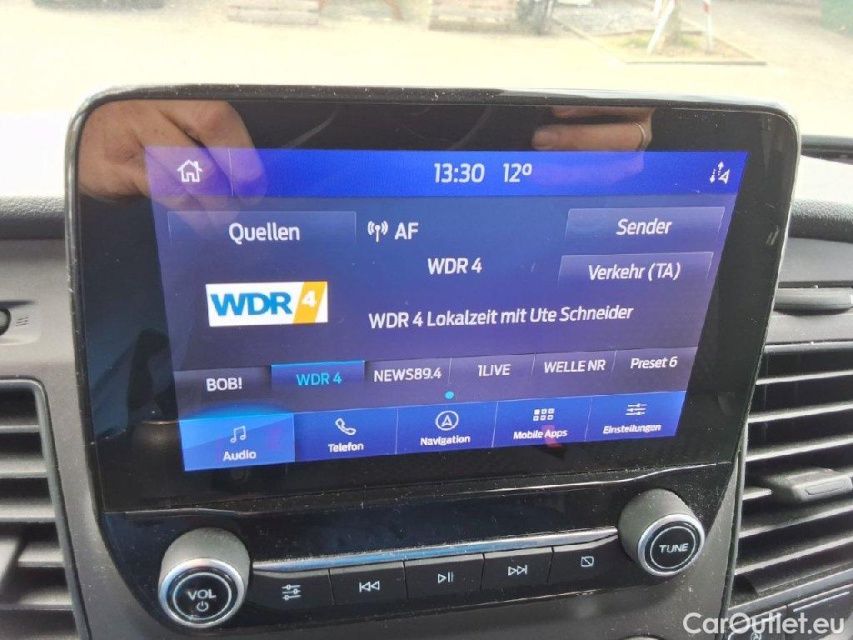 13:30 12°
Quellen
AF
Sender
WDR 4
Verkehr (TA)
WDR 4
WDR 4 Lokalzeit mit Ute Schneider
BOB!
WDR 4
NEWS89.4
1LIVE
WELLE NR
Preset 6
Audio
Telefon
Navigation
Mobile Apps
Einstellungen
VOL
TUNE
CarOutlet.eu